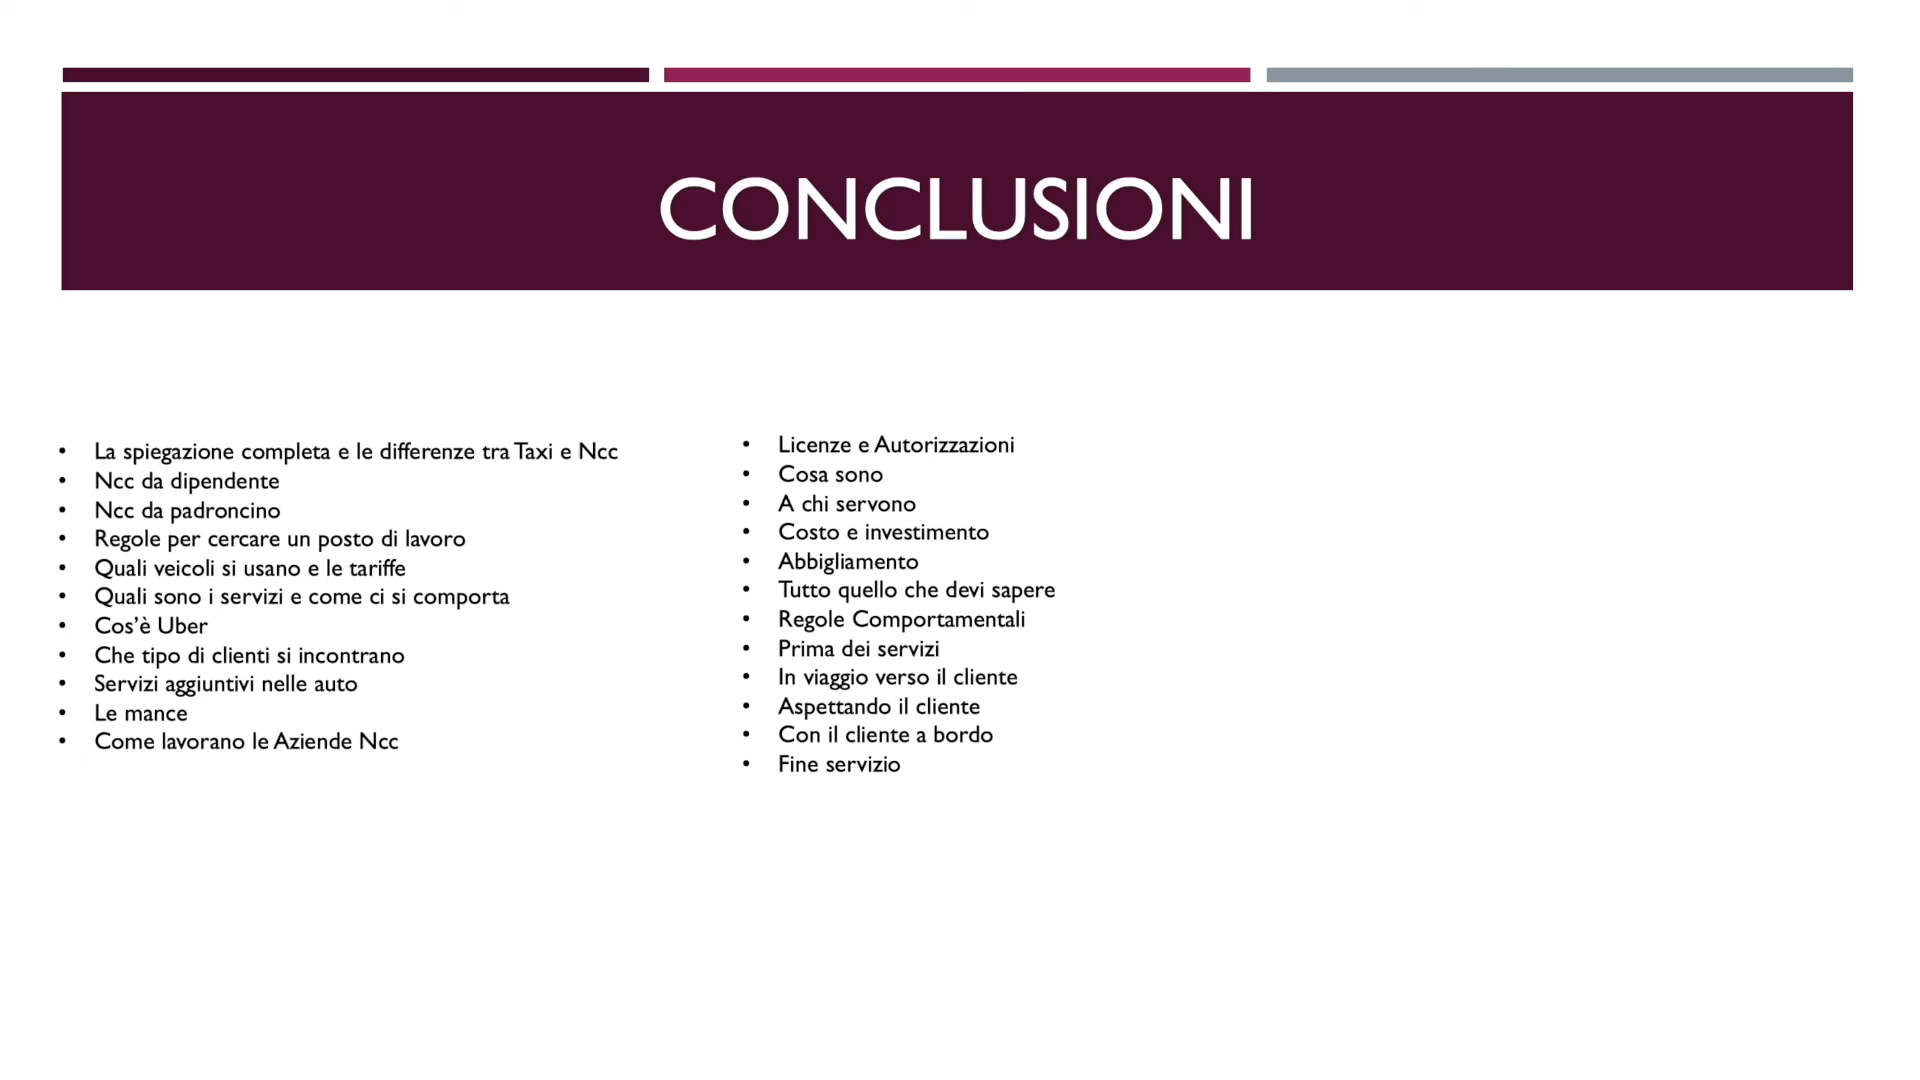 CONCLUSIONI
• La spiegazione completa e le differenze tra Taxi e Ncc
• Ncc da dipendente
• Ncc da padroncino
• Regole per cercare un posto di lavoro
• Quali veicoli si usano e le tariffe
• Quali sono i servizi e come ci si comporta
• Cos’è Uber
• Che tipo di clienti si incontrano
• Servizi aggiuntivi nelle auto
• Le mance
• Come lavorano le Aziende Ncc
• Licenze e Autorizzazioni
• Cosa sono
• A chi servono
• Costo e investimento
• Abbigliamento
• Tutto quello che devi sapere
• Regole Comportamentali
• Prima dei servizi
• In viaggio verso il cliente
• Aspettando il cliente
• Con il cliente a bordo
• Fine servizio